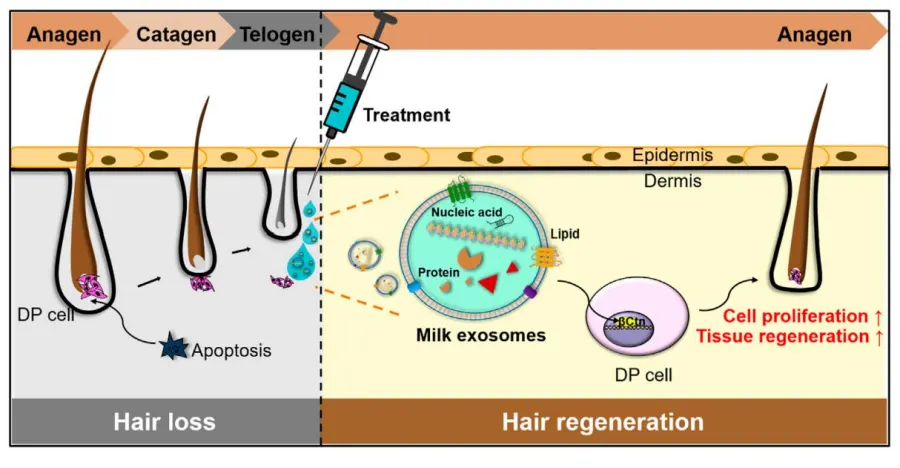 Anagen
Catagen
Telogen
Anagen
Treatment
Epidermis
Dermis
Nucleic acid
Lipid
Protein
DP cell
Apoptosis
Milk exosomes
βCtn
DP cell
Cell proliferation ↑
Tissue regeneration ↑
Hair loss
Hair regeneration